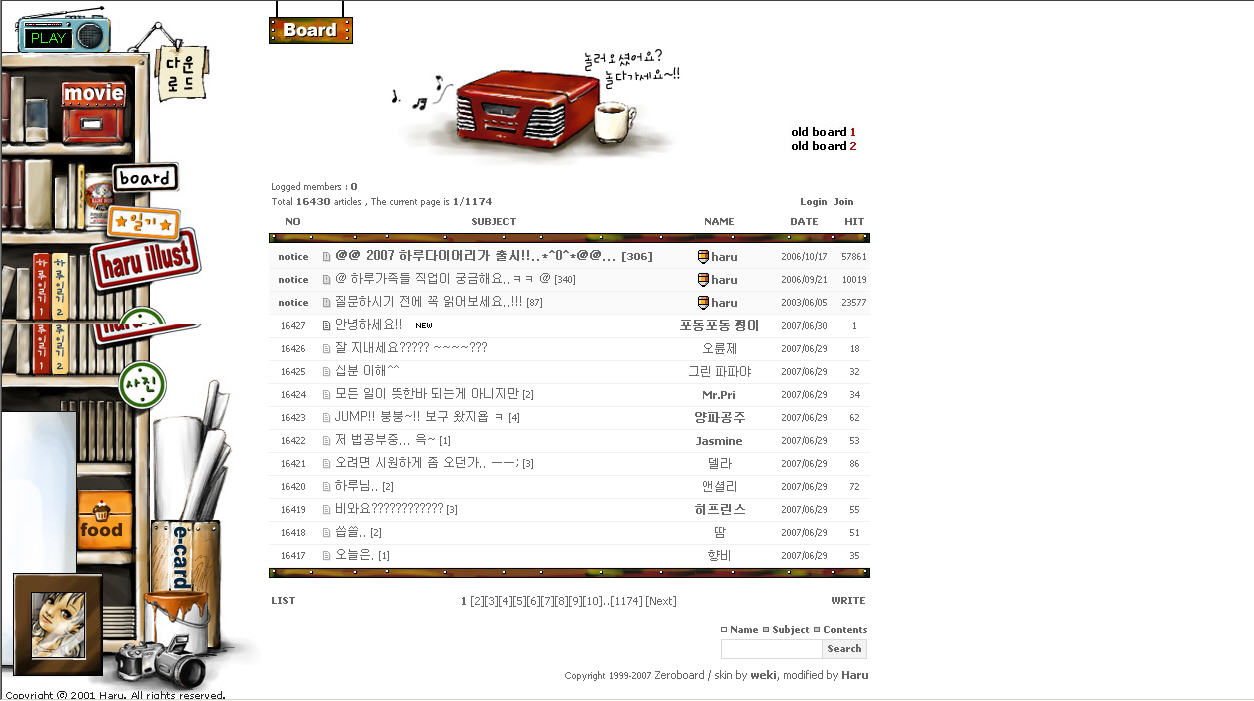 PLAY
다운
로드
movie
board
★일기★
haru illust
하루일기 1
하루일기 2
하루일기 1
하루일기 2
사진
food
e-card
Copyright @ 2001 Haru. All rights reserved.
Board
놀러오셨어요?
놀다가세요~!!
old board 1
old board 2
Logged members : 0
Total 16430 articles , The current page is 1/1174
Login Join
NO SUBJECT NAME DATE HIT
notice @@ 2007 하루다이어리가 출시!!..*^0^*@@... [306] haru 2006/10/17 57861
notice @ 하루가족들 직업이 궁금해요..ㅋㅋ @ [340] haru 2006/09/21 10019
notice 질문하시기 전에 꼭 읽어보세요..!!! [87] haru 2003/06/05 23577
16427 안녕하세요!! NEW 포동포동 정이 2007/06/30 1
16426 잘 지내세요????? ~~~~??? 오륜제 2007/06/29 18
16425 십분 이해^^ 그린 파파야 2007/06/29 32
16424 모든 일이 뜻한바 되는게 아니지만 [2] Mr.Pri 2007/06/29 34
16423 JUMP!! 붕붕~!! 보구 왔지욥 ㅋ [4] 양파공주 2007/06/29 62
16422 저 법공부중... 윽~ [1] Jasmine 2007/06/29 53
16421 오려면 시원하게 좀 오던가.. ㅡㅡ; [3] 델라 2007/06/29 86
16420 하루님.. [2] 앤셜리 2007/06/29 72
16419 비와요???????????? [3] 히프린스 2007/06/29 55
16418 씁쓸.. [2] 땀 2007/06/29 51
16417 오늘은. [1] 향비 2007/06/29 35
LIST 1 [2][3][4][5][6][7][8][9][10]..[1174] [Next] WRITE
Name Subject Contents
Search
Copyright 1999-2007 Zeroboard / skin by weki, modified by Haru